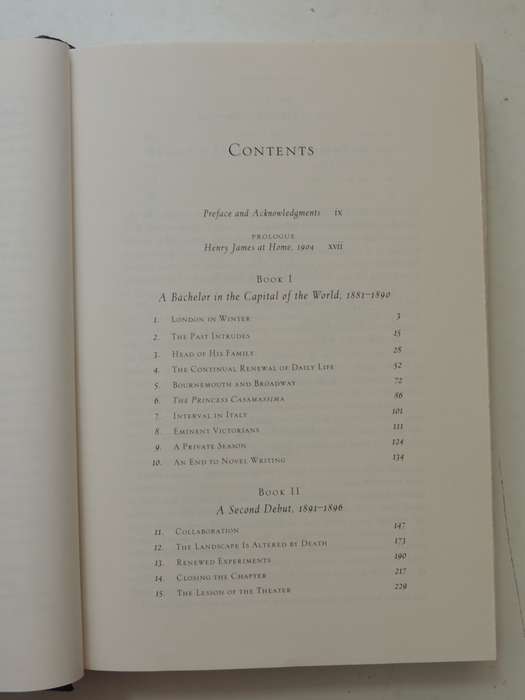 CONTENTS
Preface and Acknowledgments ix
PROLOGUE
Henry James at Home, 1904 xvii
BOOK I
A Bachelor in the Capital of the World, 1881–1890
1. LONDON IN WINTER 3
2. THE PAST INTRUDES 15
3. HEAD OF HIS FAMILY 28
4. THE CONTINUAL RENEWAL OF DAILY LIFE 52
5. BOURNEMOUTH AND BROADWAY 72
6. THE PRINCESS CASAMASSIMA 86
7. INTERVAL IN ITALY 101
8. EMINENT VICTORIANS 111
9. A PRIVATE SEASON 124
10. AN END TO NOVEL WRITING 134
BOOK II
A Second Debut, 1891–1896
11. COLLABORATION 147
12. THE LANDSCAPE IS ALTERED BY DEATH 173
13. RENEWED EXPERIMENTS 190
14. CLOSING THE CHAPTER 217
15. THE LESSON OF THE THEATER 229